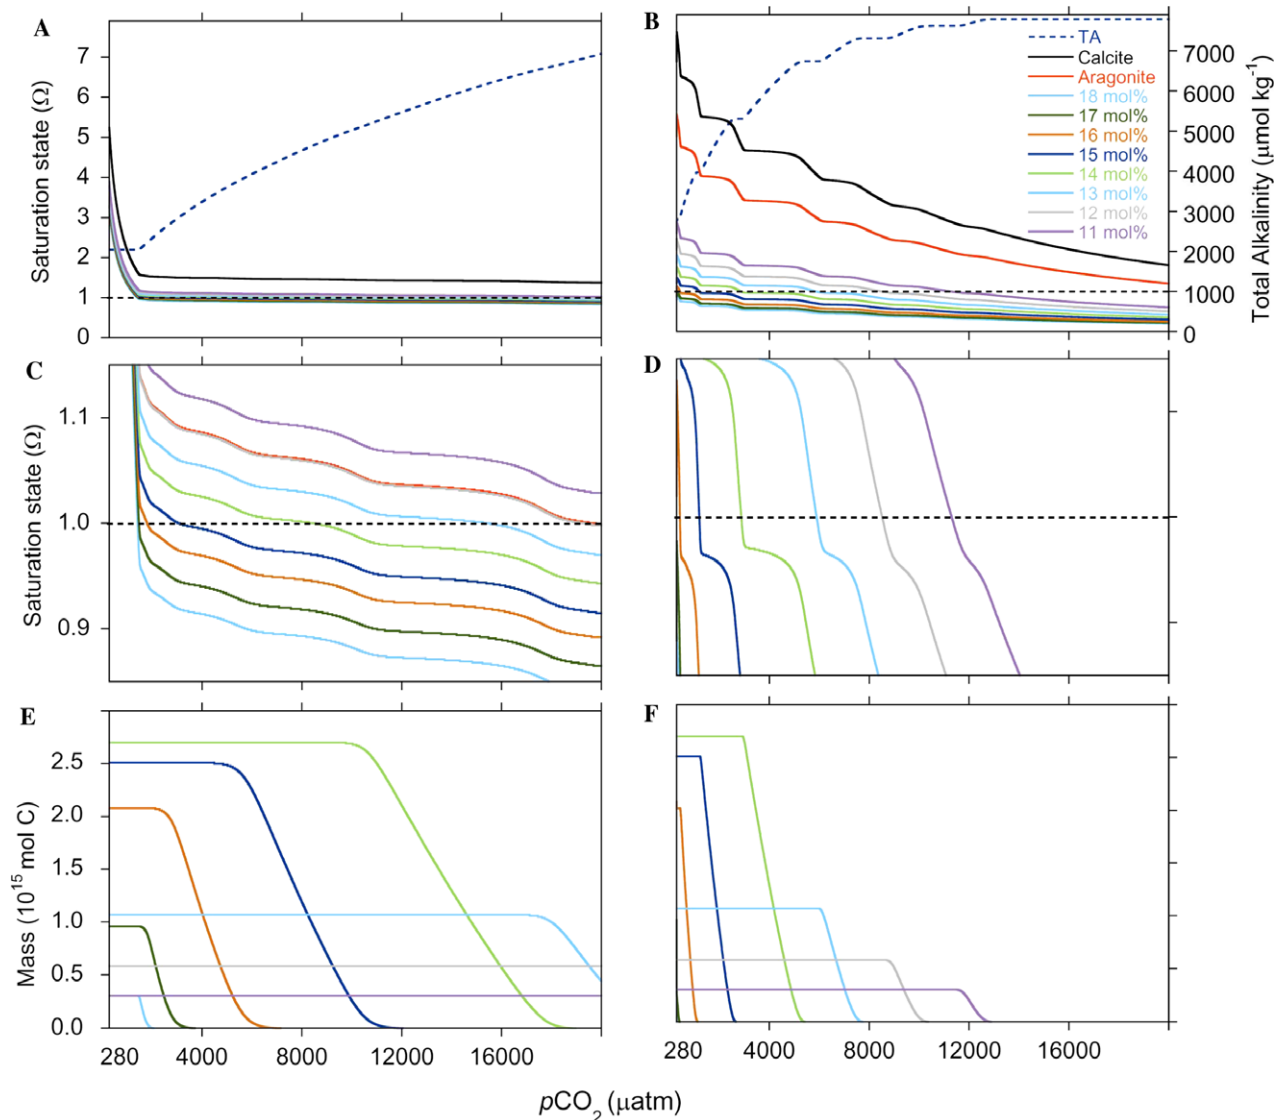 A
B
7
6
5
4
3
2
1
0
Saturation state (Ω)
TA
Calcite
Aragonite
18 mol%
17 mol%
16 mol%
15 mol%
14 mol%
13 mol%
12 mol%
11 mol%
7000
6000
5000
4000
3000
2000
1000
0
Total Alkalinity (μmol kg⁻¹)
C
D
1.1
1.0
0.9
Saturation state (Ω)
E
F
2.5
2.0
1.5
1.0
0.5
0.0
Mass (10¹⁵ mol C)
280 4000 8000 12000 16000
280 4000 8000 12000 16000
pCO₂ (μatm)